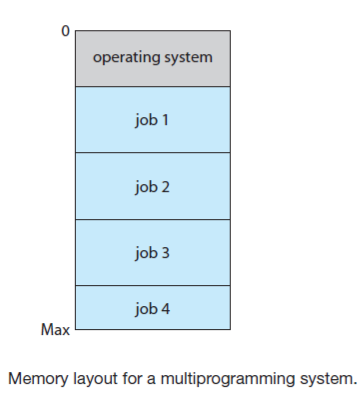 0
operating system
job 1
job 2
job 3
job 4
Max
Memory layout for a multiprogramming system.